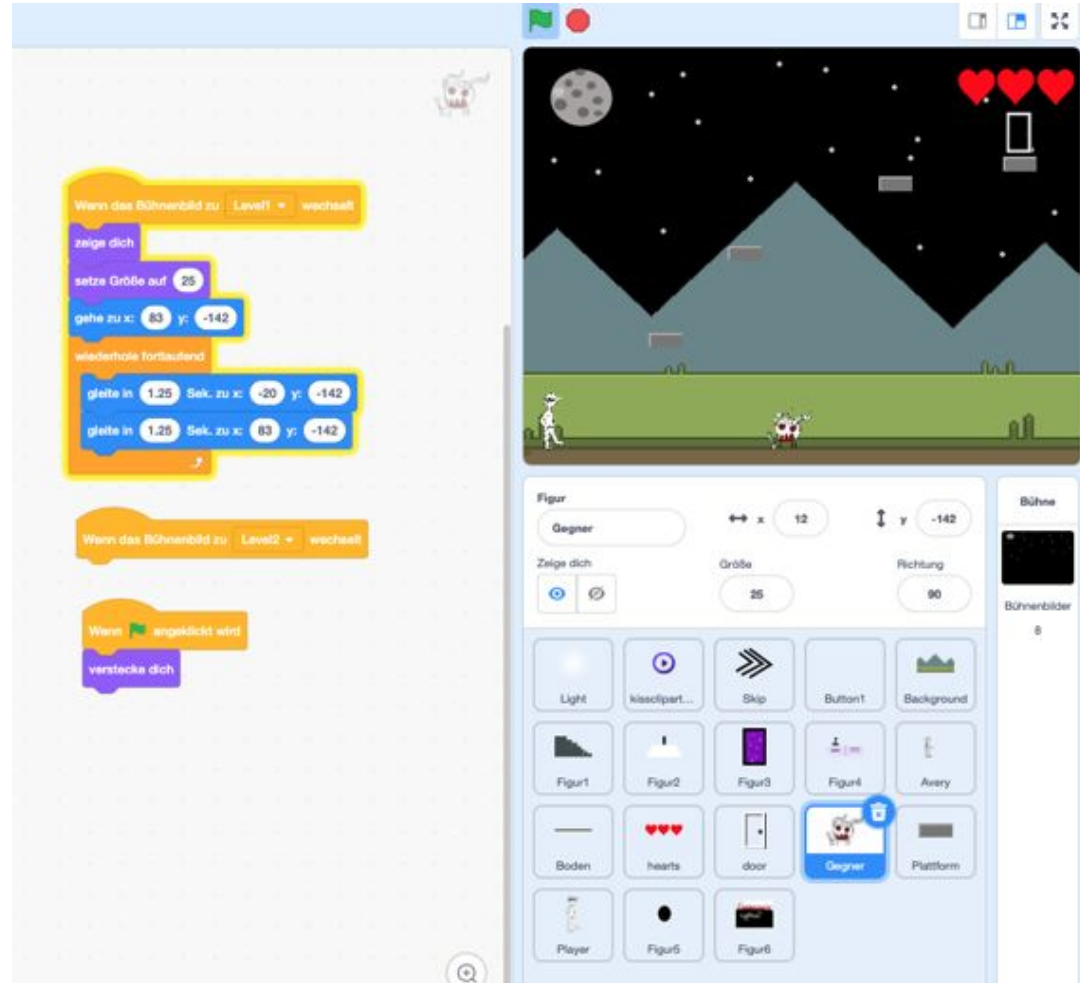 Wenn das Bühnenbild zu Level1 wechselt
zeige dich
setze Größe auf 25
gehe zu x: 83 y: -142
wiederhole fortlaufend
gleite in 1.25 Sek. zu x: -20 y: -142
gleite in 1.25 Sek. zu x: 83 y: -142
Wenn das Bühnenbild zu Level2 wechselt
Wenn angeklickt wird
verstecke dich
Figur
Gegner
x 12
y -142
Zeige dich
Größe
25
Richtung
90
Bühne
Bühnenbilder
8
Light
kissclipart...
Skip
Button1
Background
Figur1
Figur2
Figur3
Figur4
Avery
Boden
hearts
door
Gegner
Plattform
Player
Figur5
Figur6